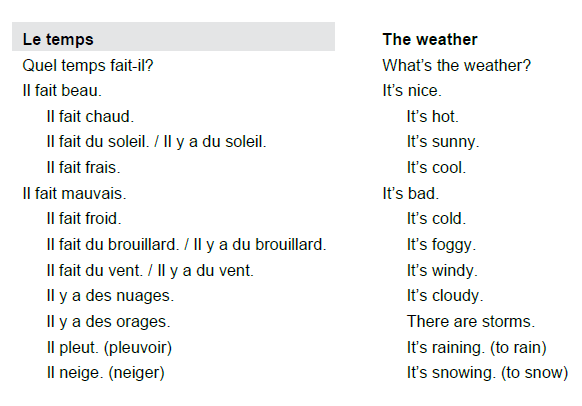 Le temps The weather
Quel temps fait-il? What's the weather?
Il fait beau. It's nice.
Il fait chaud. It's hot.
Il fait du soleil. / Il y a du soleil. It's sunny.
Il fait frais. It's cool.
Il fait mauvais. It's bad.
Il fait froid. It's cold.
Il fait du brouillard. / Il y a du brouillard. It's foggy.
Il fait du vent. / Il y a du vent. It's windy.
Il y a des nuages. It's cloudy.
Il y a des orages. There are storms.
Il pleut. (pleuvoir) It's raining. (to rain)
Il neige. (neiger) It's snowing. (to snow)